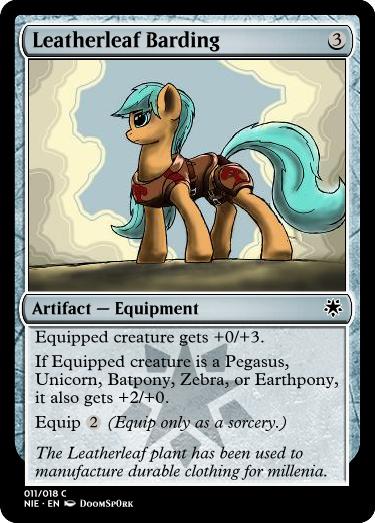 Leatherleaf Barding 3
Artifact — Equipment
Equipped creature gets +0/+3.
If Equipped creature is a Pegasus,
Unicorn, Batpony, Zebra, or Earthpony,
it also gets +2/+0.
Equip 2 (Equip only as a sorcery.)
The Leatherleaf plant has been used to
manufacture durable clothing for millenia.
011/018 C
NIE · EN DoomSp0rk